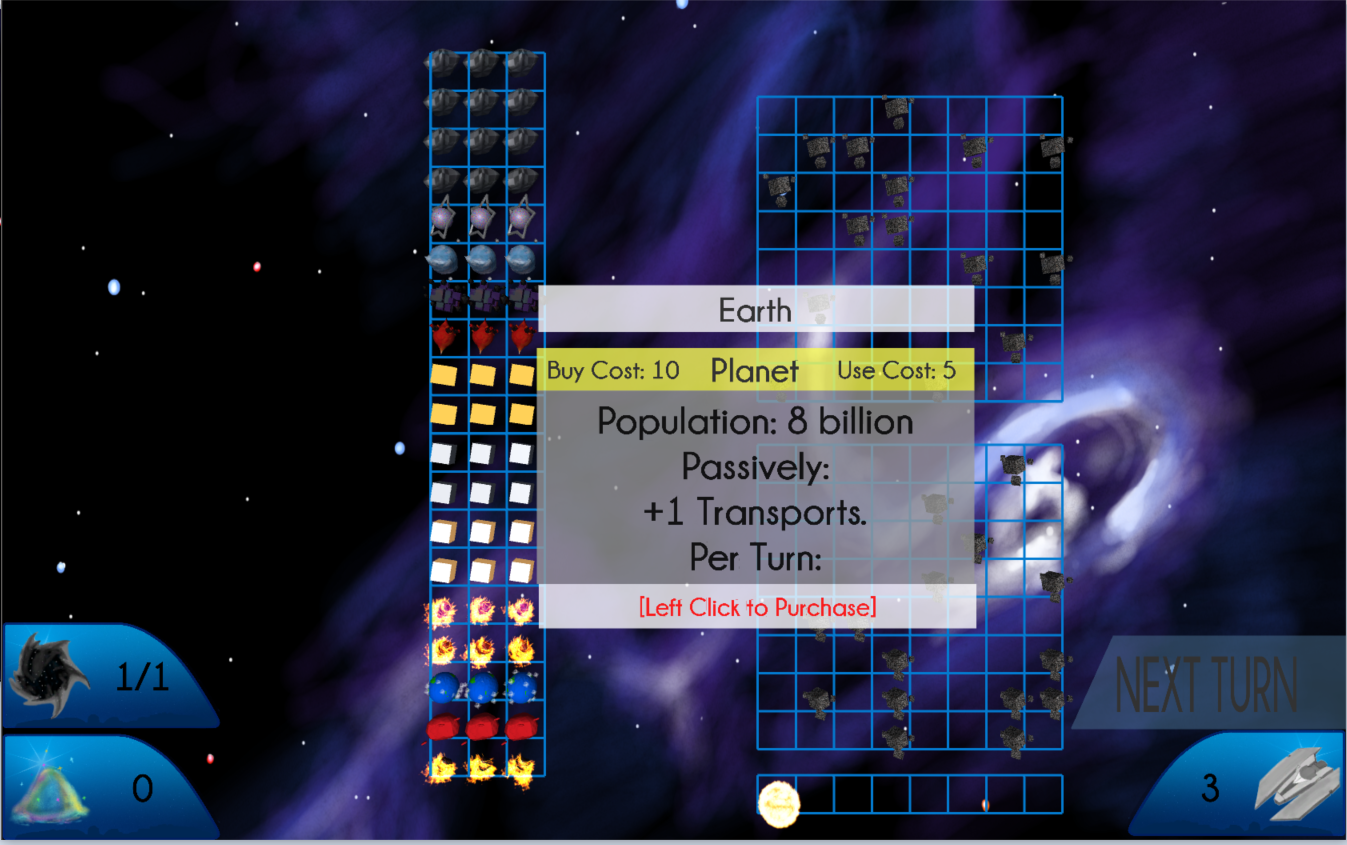 Earth
Buy Cost: 10 Planet Use Cost: 5
Population: 8 billion
Passively:
+1 Transports.
Per Turn:
[Left Click to Purchase]
1/1
NEXT TURN
0
3